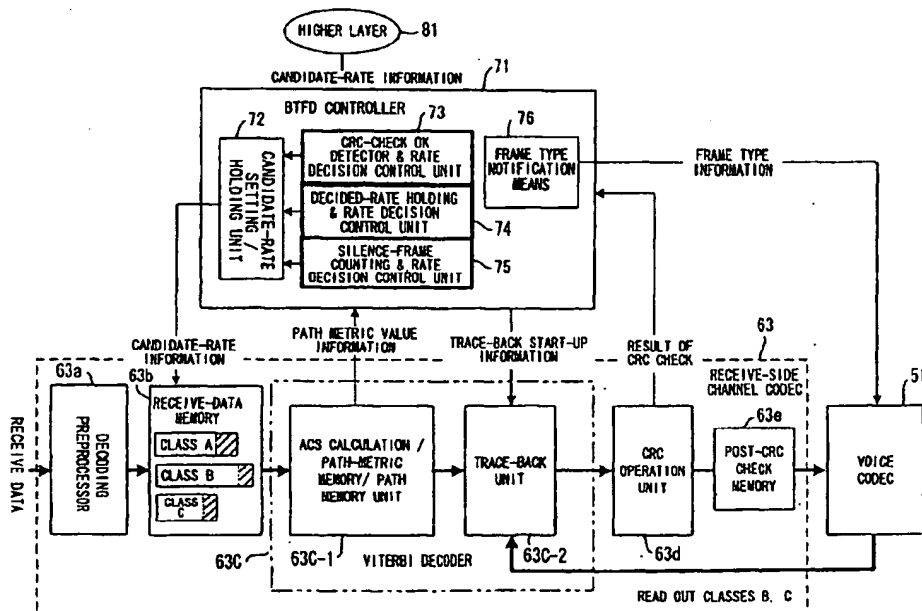 HIGHER LAYER
81
CANDIDATE-RATE INFORMATION
71
BTFD CONTROLLER
72
CANDIDATE-RATE
SETTING/
HOLDING UNIT
73
CRC-CHECK OK
DETECTOR & RATE
DECISION CONTROL UNIT
DECIDED-RATE HOLDING
& RATE DECISION
CONTROL UNIT
74
SILENCE-FRAME
COUNTING & RATE
DECISION CONTROL UNIT
75
76
FRAME TYPE
NOTIFICATION
MEANS
FRAME TYPE
INFORMATION
PATH METRIC VALUE
INFORMATION
TRACE-BACK START-UP
INFORMATION
RESULT OF
CRC CHECK
63
RECEIVE-SIDE
CHANNEL CODEC
CANDIDATE-RATE
INFORMATION
RECEIVE DATA
63a
DECODING
PREPROCESSOR
63b
RECEIVE-DATA
MEMORY
CLASS A
CLASS B
CLASS
C
ACS CALCULATION /
PATH-METRIC
MEMORY/ PATH
MEMORY UNIT
63C-1
TRACE-BACK
UNIT
63C-2
63C
VITERBI DECODER
CRC
OPERATION
UNIT
63d
63e
POST-CRC
CHECK
MEMORY
51
VOICE
CODEC
READ OUT CLASSES B, C